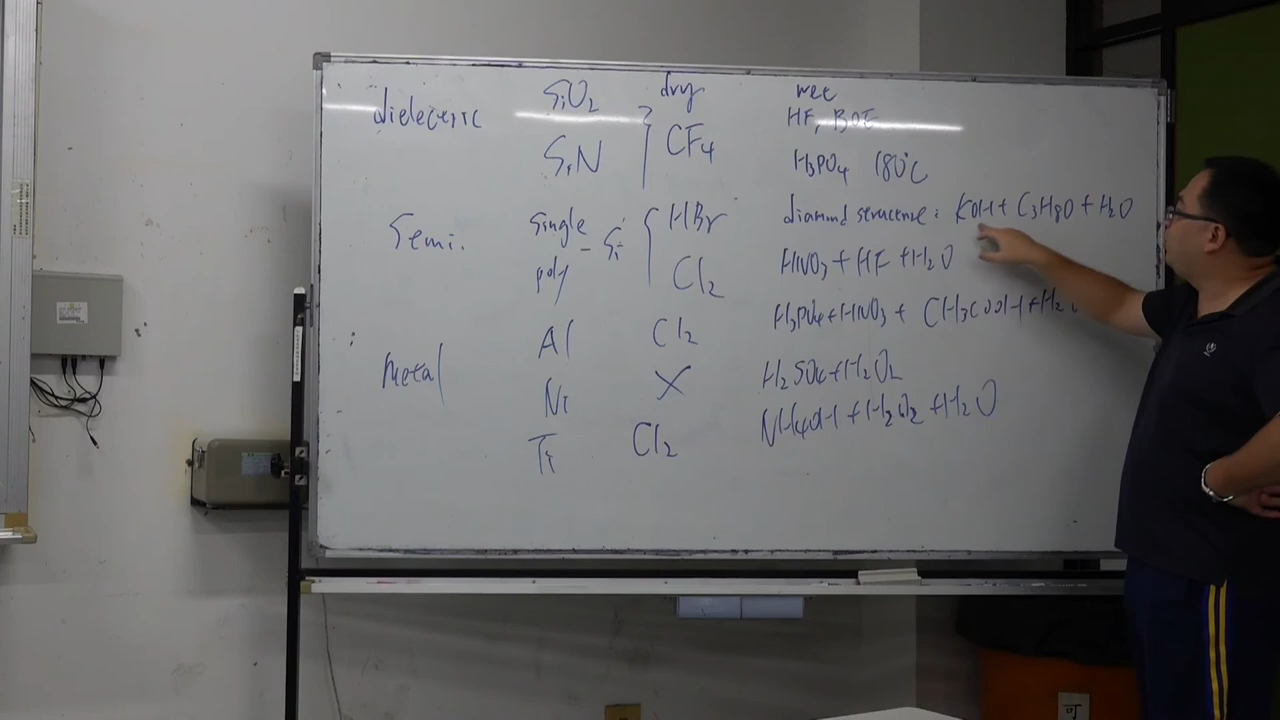 dry wet
dielectric SiO2 HF, BOE
SiN CF4 H3PO4 180°C
Semi. Single HBr diamond structure: KOH + C3H8O + H2O
poly - Si Cl2 HNO3 + HF + H2O
Al Cl2 H3PO4 + HNO3 + CH3COOH + H2O
Metal Ni X H2SO4 + H2O2
Ti Cl2 NH4OH + H2O2 + H2O
可